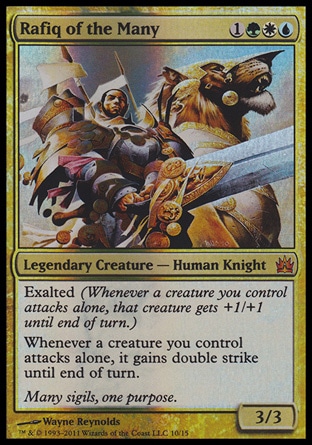 Rafiq of the Many 1
Legendary Creature — Human Knight
Exalted (Whenever a creature you control
attacks alone, that creature gets +1/+1
until end of turn.)
Whenever a creature you control
attacks alone, it gains double strike
until end of turn.
Many sigils, one purpose.
Wayne Reynolds
3/3
™ & © 1993–2011 Wizards of the Coast LLC 10/15